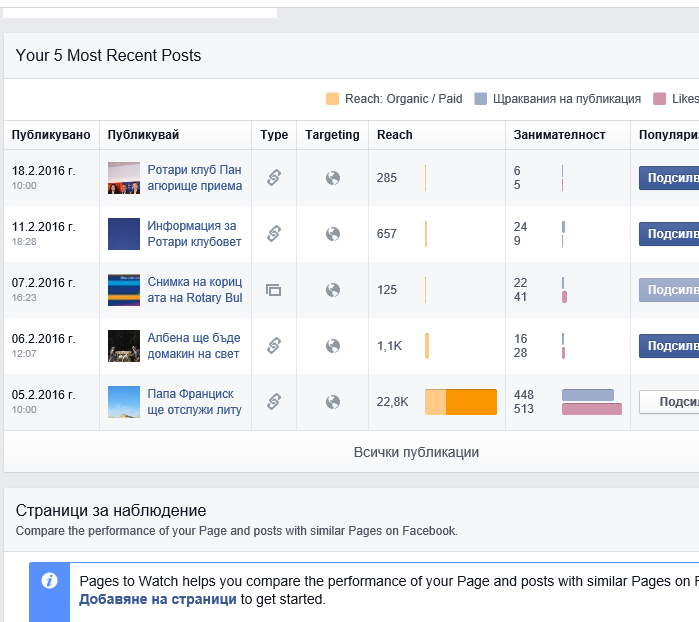 Your 5 Most Recent Posts
Reach: Organic / Paid Щраквания на публикация Likes
Публикувано Публикувай Type Targeting Reach Занимателност
18.2.2016 г.
10:00
Ротари клуб Пан
агюрище приема
285
6
5
Подсилв
11.2.2016 г.
18:28
Информация за
Ротари клубовет
657
24
9
Подсилв
07.2.2016 г.
16:23
Снимка на кориц
ата на Rotary Bul
125
22
41
Подсилв
06.2.2016 г.
12:07
Албена ще бъде
домакин на свет
1,1K
16
28
Подсилв
05.2.2016 г.
10:00
Папа Франциск
ще отслужи литу
22,8K
448
513
Подсил
Всички публикации
Страници за наблюдение
Compare the performance of your Page and posts with similar Pages on Facebook.
Pages to Watch helps you compare the performance of your Page and posts with similar Pages on F
Добавяне на страници to get started.